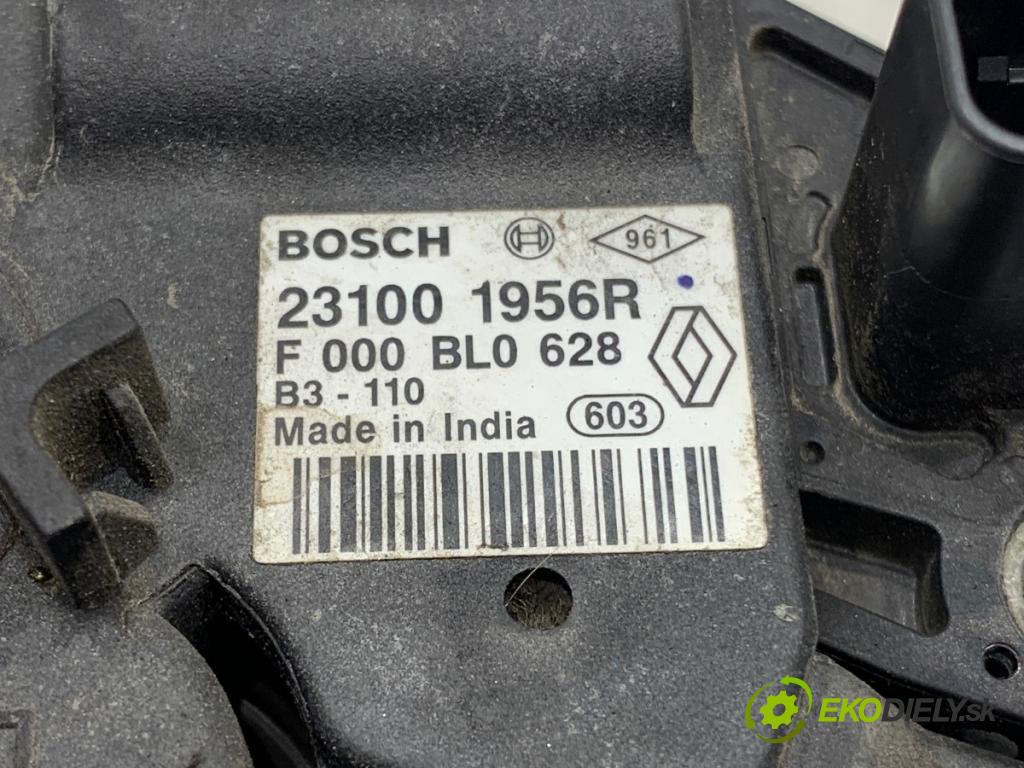 BOSCH 961
23100 1956R
F 000 BL0 628
B3 - 110
Made in India 603
EKODIELY.sk